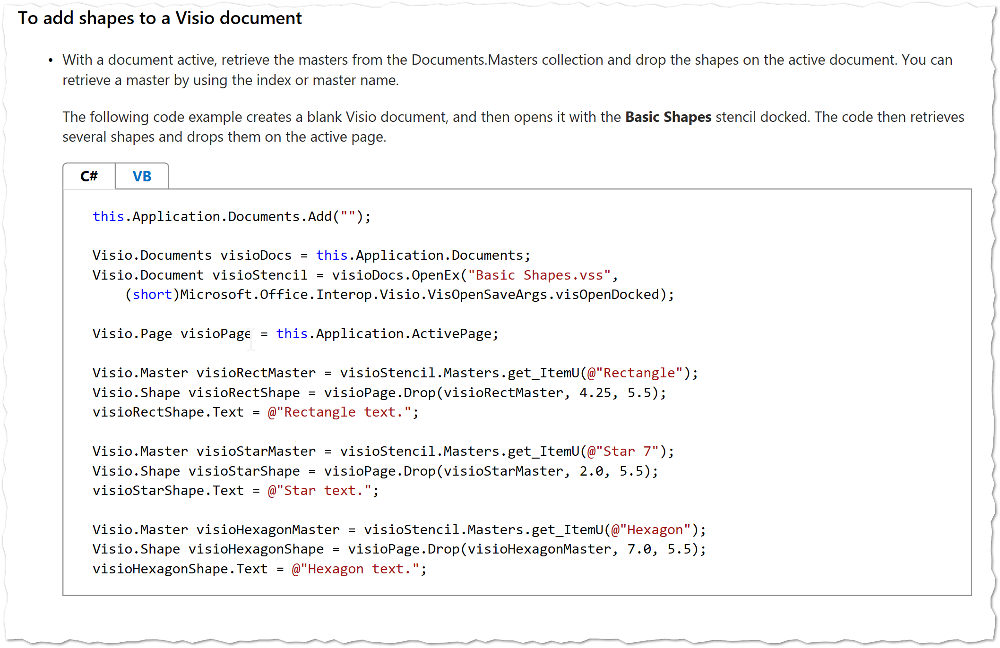 To add shapes to a Visio document
• With a document active, retrieve the masters from the Documents.Masters collection and drop the shapes on the active document. You can
retrieve a master by using the index or master name.
The following code example creates a blank Visio document, and then opens it with the Basic Shapes stencil docked. The code then retrieves
several shapes and drops them on the active page.
C# VB
this.Application.Documents.Add("");
Visio.Documents visioDocs = this.Application.Documents;
Visio.Document visioStencil = visioDocs.OpenEx("Basic Shapes.vss",
    (short)Microsoft.Office.Interop.Visio.VisOpenSaveArgs.visOpenDocked);
Visio.Page visioPage = this.Application.ActivePage;
Visio.Master visioRectMaster = visioStencil.Masters.get_ItemU(@"Rectangle");
Visio.Shape visioRectShape = visioPage.Drop(visioRectMaster, 4.25, 5.5);
visioRectShape.Text = @"Rectangle text.";
Visio.Master visioStarMaster = visioStencil.Masters.get_ItemU(@"Star 7");
Visio.Shape visioStarShape = visioPage.Drop(visioStarMaster, 2.0, 5.5);
visioStarShape.Text = @"Star text.";
Visio.Master visioHexagonMaster = visioStencil.Masters.get_ItemU(@"Hexagon");
Visio.Shape visioHexagonShape = visioPage.Drop(visioHexagonMaster, 7.0, 5.5);
visioHexagonShape.Text = @"Hexagon text.";